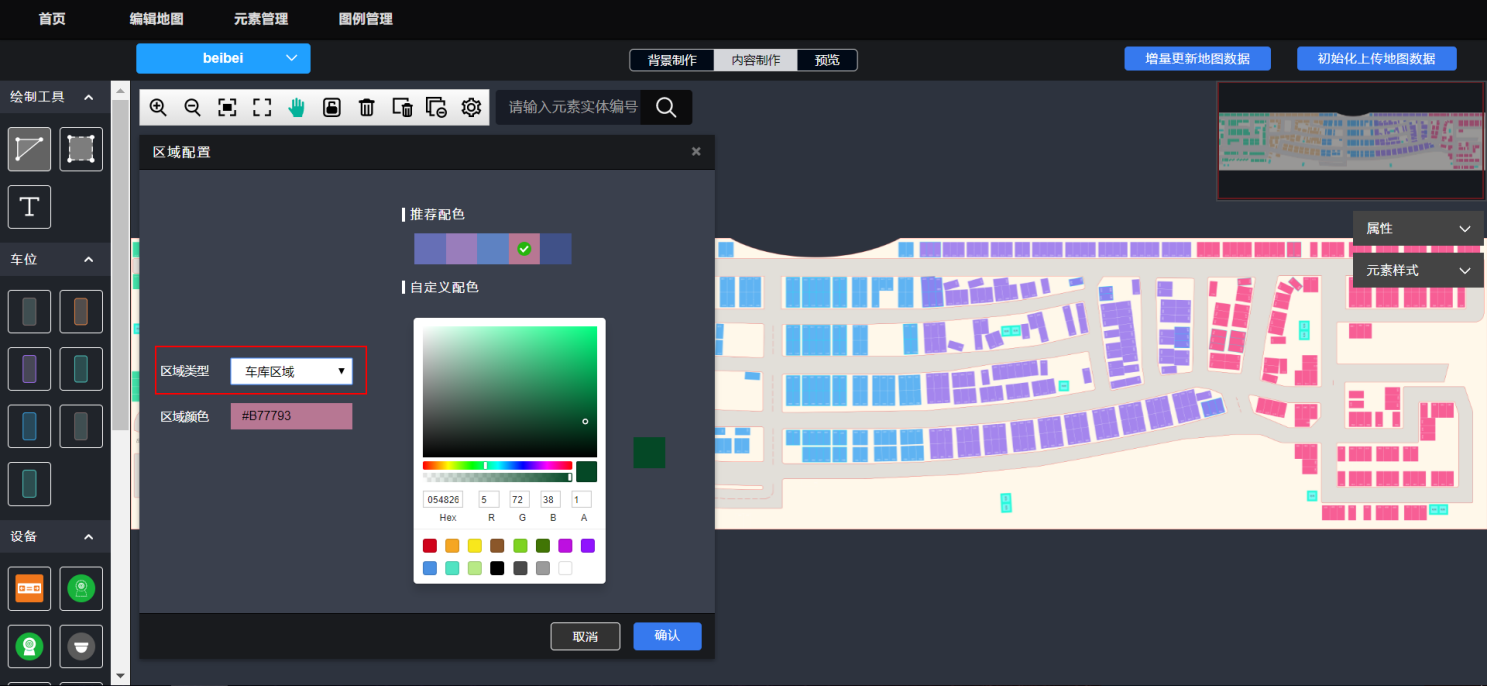 首页 编辑地图 元素管理 图例管理
beibei
背景制作 内容制作 预览
增量更新地图数据 初始化上传地图数据
绘制工具
请输入元素实体编号
区域配置
T
推荐配色
属性
车位
元素样式
自定义配色
区域类型 车库区域
区域颜色 #B77793
054826 5 72 38 1
Hex R G B A
设备
取消 确认